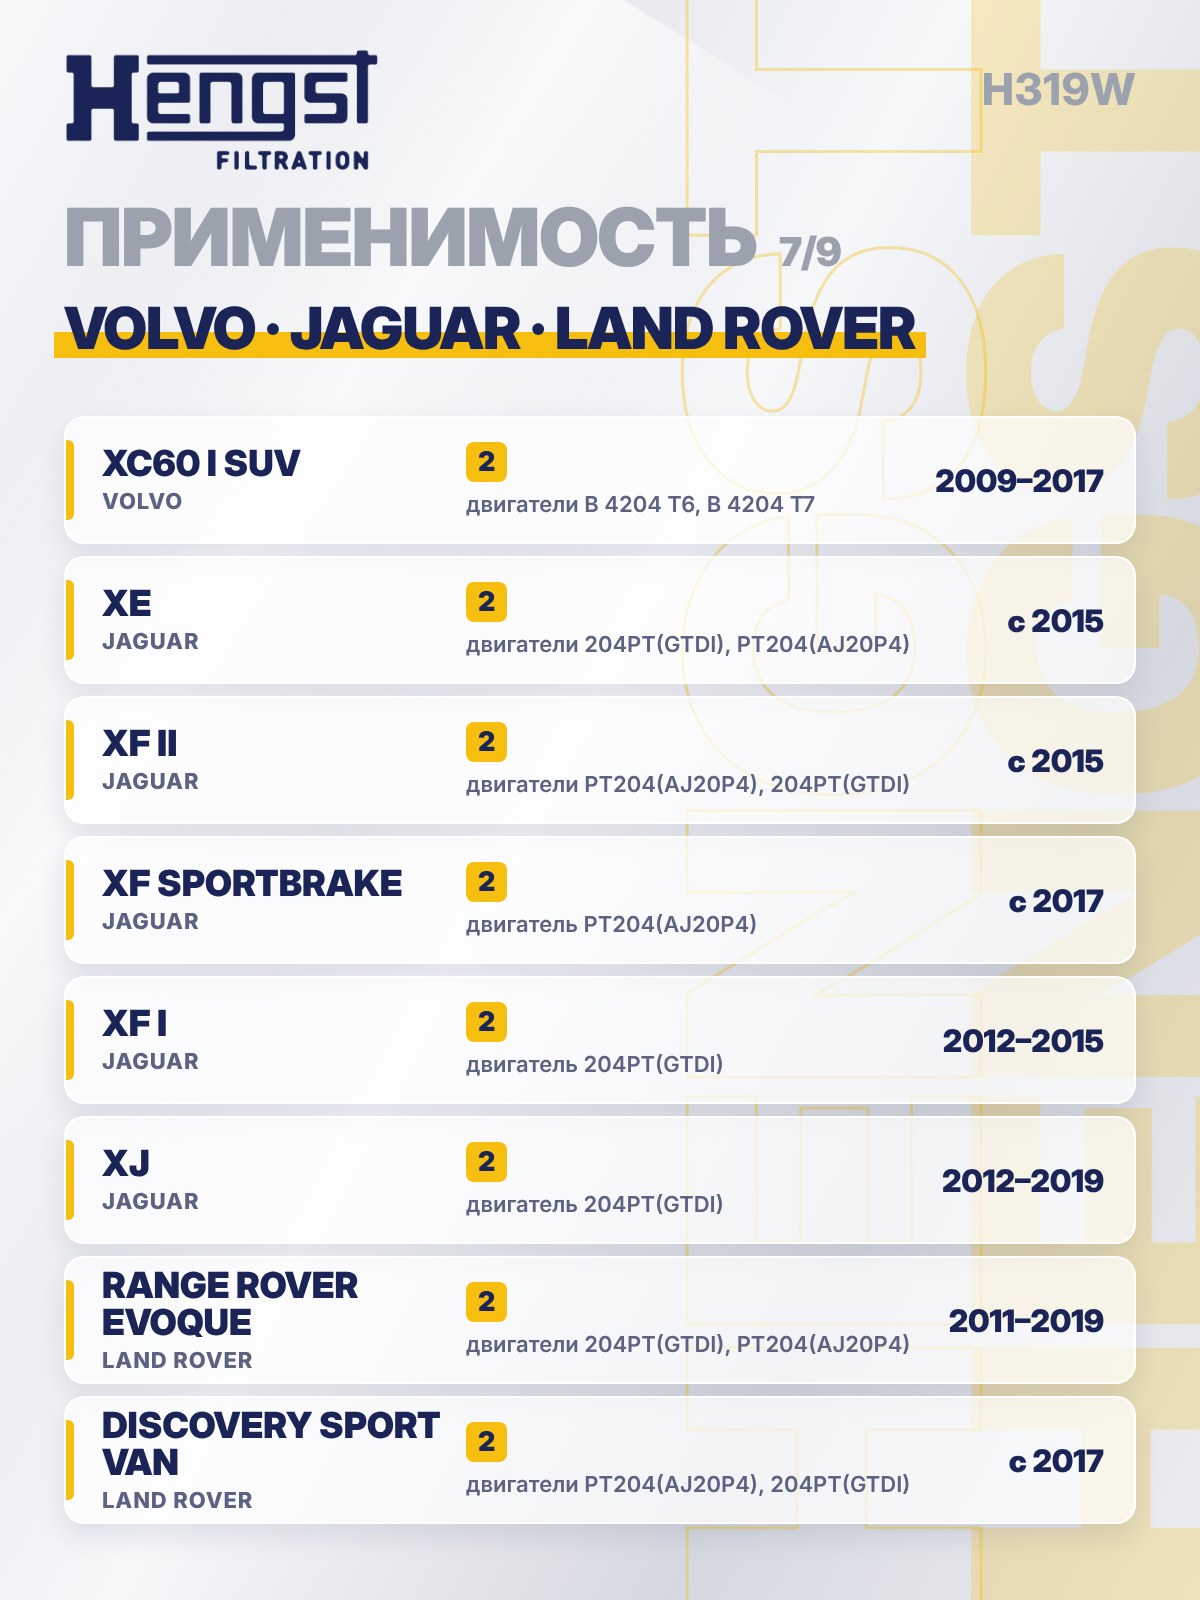 Hengst
FILTRATION
H319W
ПРИМЕНИМОСТЬ 7/9
VOLVO · JAGUAR · LAND ROVER
XC60 I SUV
VOLVO
2
двигатели B 4204 T6, B 4204 T7
2009–2017
XE
JAGUAR
2
двигатели 204PT(GTDI), PT204(AJ20P4)
с 2015
XF II
JAGUAR
2
двигатели PT204(AJ20P4), 204PT(GTDI)
с 2015
XF SPORTBRAKE
JAGUAR
2
двигатель PT204(AJ20P4)
с 2017
XF I
JAGUAR
2
двигатель 204PT(GTDI)
2012–2015
XJ
JAGUAR
2
двигатель 204PT(GTDI)
2012–2019
RANGE ROVER
EVOQUE
LAND ROVER
2
двигатели 204PT(GTDI), PT204(AJ20P4)
2011–2019
DISCOVERY SPORT
VAN
LAND ROVER
2
двигатели PT204(AJ20P4), 204PT(GTDI)
с 2017
HENGST
HENGST